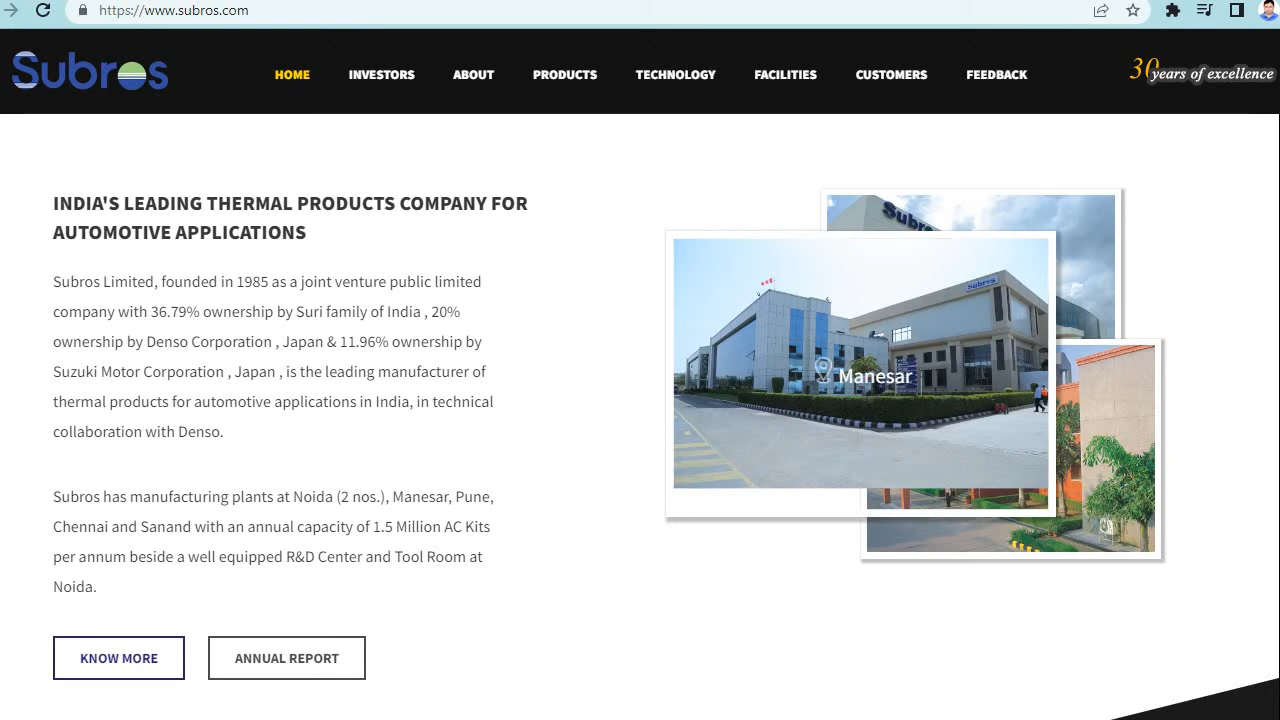 https://www.subros.com
Subros
HOME INVESTORS ABOUT PRODUCTS TECHNOLOGY FACILITIES CUSTOMERS FEEDBACK
30 years of excellence
INDIA'S LEADING THERMAL PRODUCTS COMPANY FOR
AUTOMOTIVE APPLICATIONS
Subros Limited, founded in 1985 as a joint venture public limited
company with 36.79% ownership by Suri family of India , 20%
ownership by Denso Corporation , Japan & 11.96% ownership by
Suzuki Motor Corporation , Japan , is the leading manufacturer of
thermal products for automotive applications in India, in technical
collaboration with Denso.
Subros has manufacturing plants at Noida (2 nos.), Manesar, Pune,
Chennai and Sanand with an annual capacity of 1.5 Million AC Kits
per annum beside a well equipped R&D Center and Tool Room at
Noida.
KNOW MORE ANNUAL REPORT
Subro
Subros
Manesar